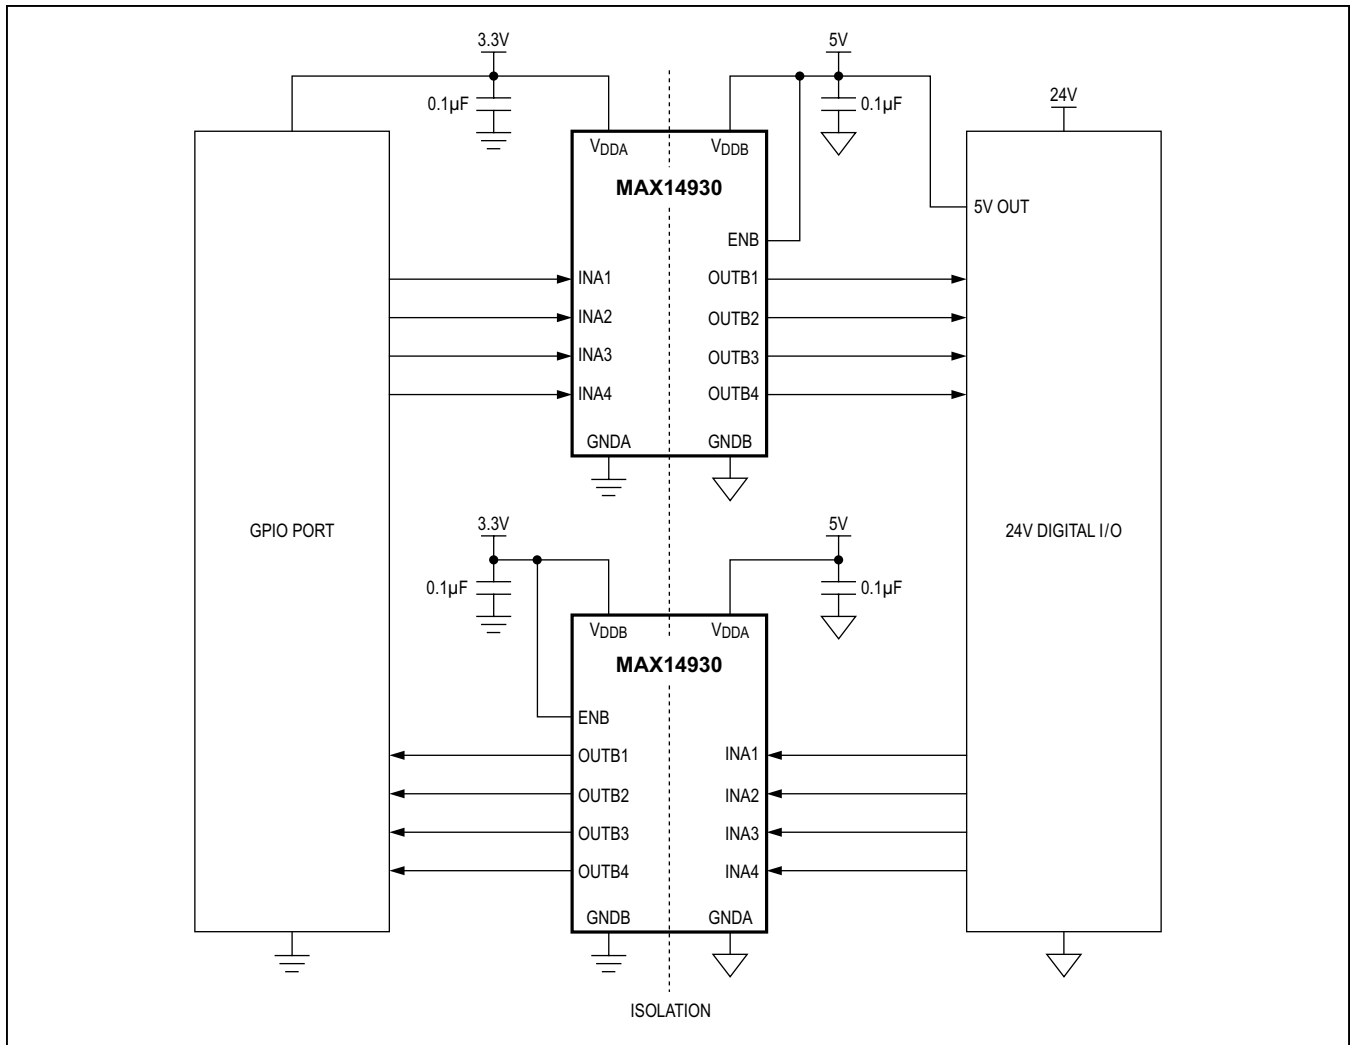 3.3V
5V
0.1µF
0.1µF
24V
VDDA
VDDB
MAX14930
5V OUT
ENB
INA1
OUTB1
INA2
OUTB2
INA3
OUTB3
INA4
OUTB4
GNDA
GNDB
GPIO PORT
3.3V
5V
24V DIGITAL I/O
0.1µF
0.1µF
VDDB
VDDA
MAX14930
ENB
OUTB1
INA1
OUTB2
INA2
OUTB3
INA3
OUTB4
INA4
GNDB
GNDA
ISOLATION